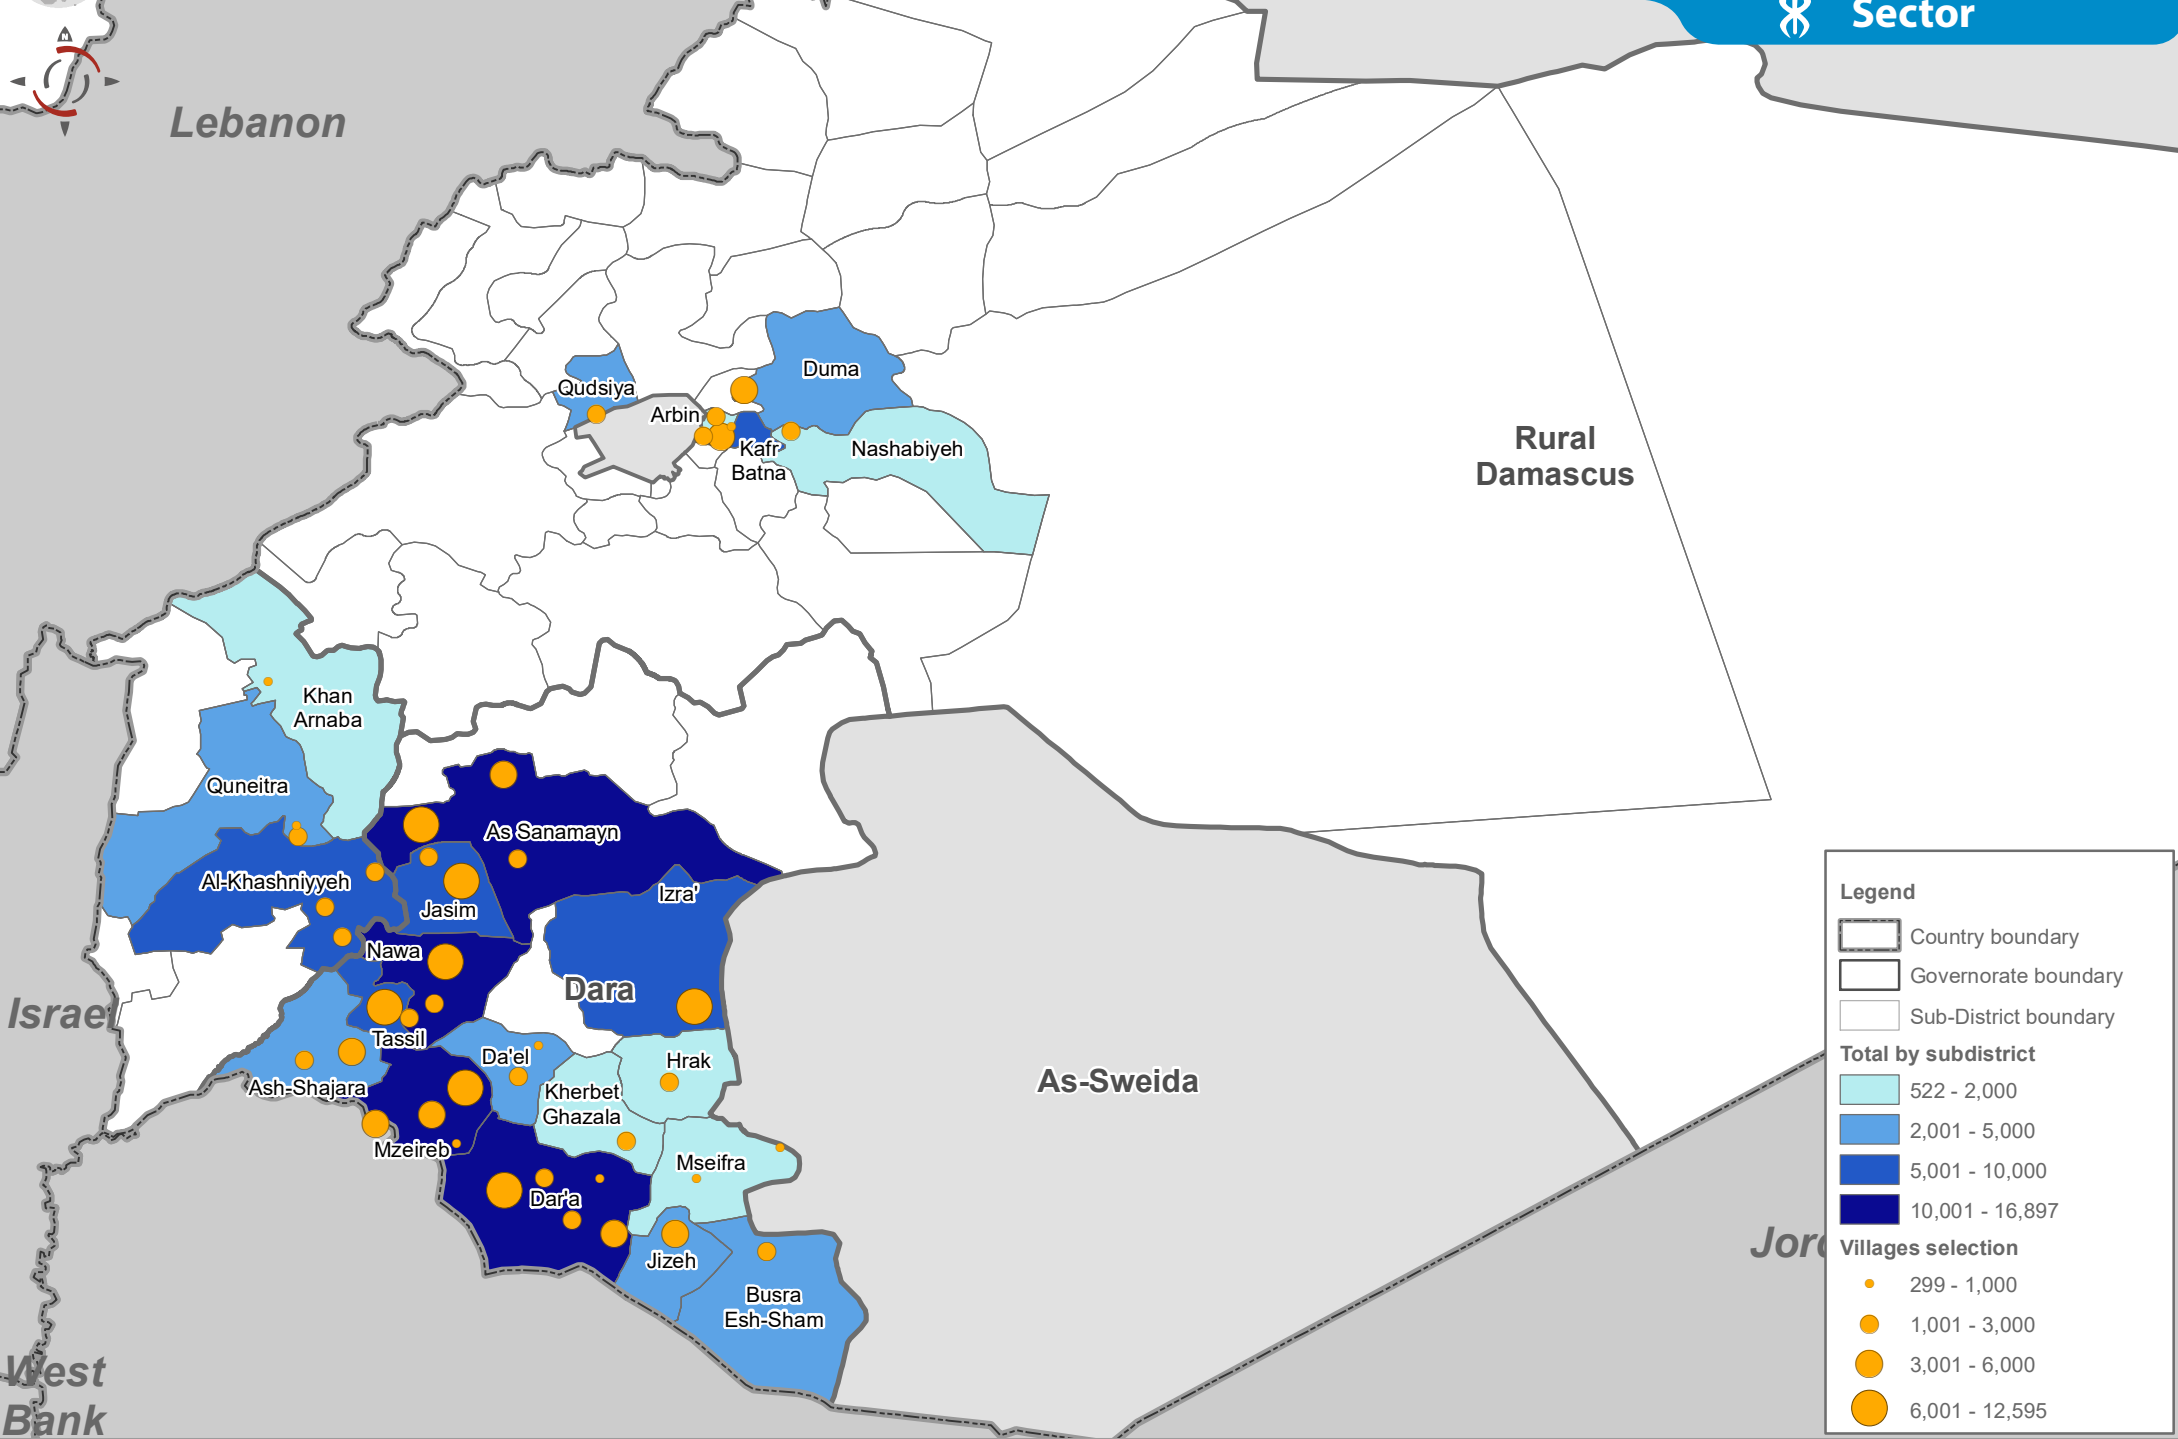 Sector
N
Lebanon
Duma
Qudsiya
Arbin
Kafr
Batna
Nashabiyeh
Rural
Damascus
Khan
Arnaba
Quneitra
As Sanamayn
Al-Khashniyyeh
Jasim
Izra'
Nawa
Dara
Israe
Tassil
Da'el
Hrak
Ash-Shajara
Kherbet
Ghazala
As-Sweida
Mzeireb
Mseifra
Dar'a
Jizeh
Busra
Esh-Sham
West
Bank
Jord
Legend
Country boundary
Governorate boundary
Sub-District boundary
Total by subdistrict
522 - 2,000
2,001 - 5,000
5,001 - 10,000
10,001 - 16,897
Villages selection
299 - 1,000
1,001 - 3,000
3,001 - 6,000
6,001 - 12,595